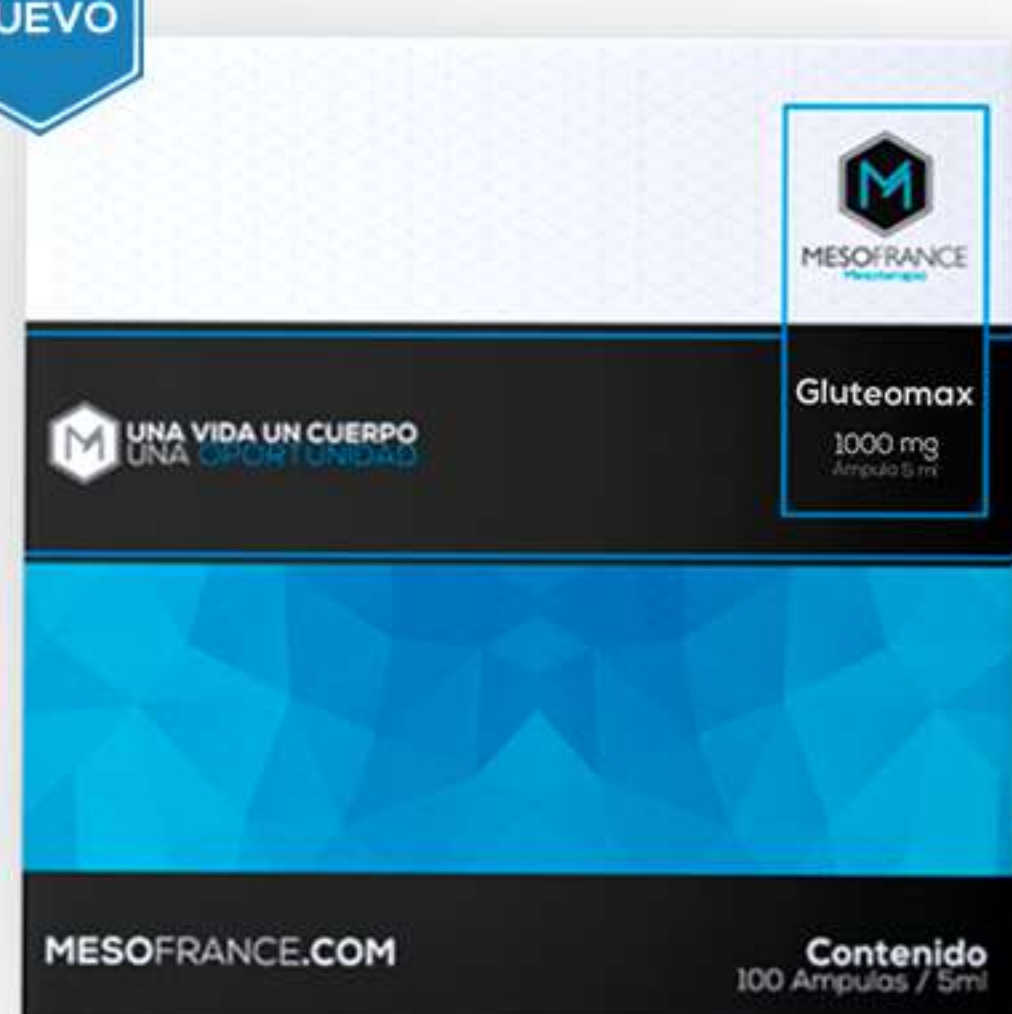 UEVO
MESOFRANCE
Mesoterapia
Gluteomax
1000 mg
Ampula 5 ml
UNA VIDA UN CUERPO
UNA OPORTUNIDAD
MESOFRANCE.COM
Contenido
100 Ampulas / 5ml